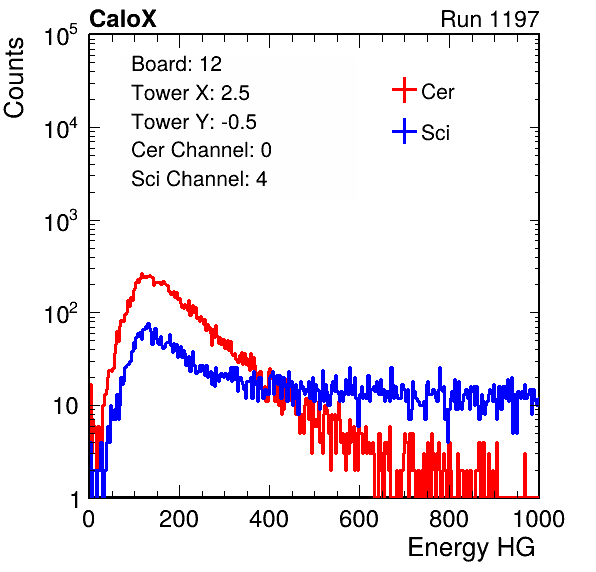 CaloX Run 1197
Counts
Board: 12
Tower X: 2.5
Tower Y: -0.5
Cer Channel: 0
Sci Channel: 4
Cer
Sci
10^5
10^4
10^3
10^2
10
1
0 200 400 600 800 1000
Energy HG